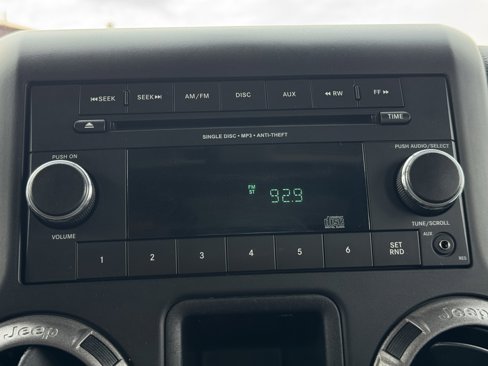 ⏮SEEK SEEK⏭ AM/FM DISC AUX ◀◀ RW FF ▶▶
TIME
SINGLE DISC • MP3 • ANTI-THEFT
PUSH ON
PUSH AUDIO/SELECT
FM
ST 92.9
VOLUME
TUNE/SCROLL
AUX
1 2 3 4 5 6 SET
RND
Jeep Jeep